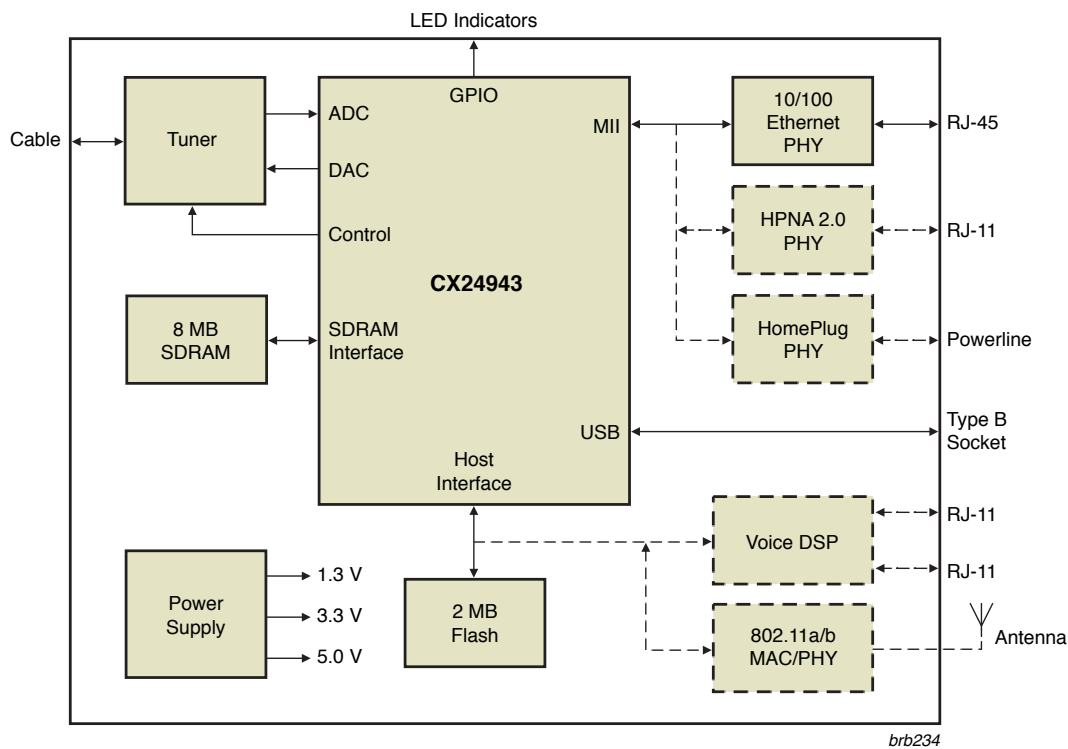 LED Indicators
GPIO
Cable
Tuner
ADC
DAC
Control
MII
10/100
Ethernet
PHY
RJ-45
HPNA 2.0
PHY
RJ-11
CX24943
8 MB
SDRAM
SDRAM
Interface
HomePlug
PHY
Powerline
USB
Type B
Socket
Host
Interface
Voice DSP
RJ-11
RJ-11
Power
Supply
1.3 V
3.3 V
5.0 V
2 MB
Flash
802.11a/b
MAC/PHY
Antenna
brb234